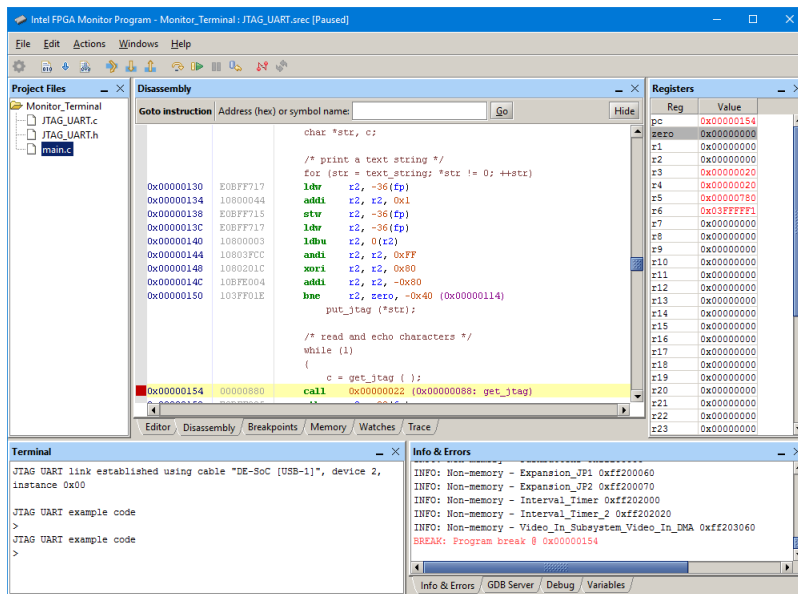 Intel FPGA Monitor Program - Monitor_Terminal : JTAG_UART.srec [Paused]
File Edit Actions Windows Help
Project Files
Monitor_Terminal
JTAG_UART.c
JTAG_UART.h
main.c
Disassembly
Goto instruction Address (hex) or symbol name: Go Hide
char *str, c;
/* print a text string */
for (str = text_string; *str != 0; ++str)
0x00000130 E0BFF717 ldw r2, -36(fp)
0x00000134 10800044 addi r2, r2, 0x1
0x00000138 E0BFF715 stw r2, -36(fp)
0x0000013C E0BFF717 ldw r2, -36(fp)
0x00000140 10800003 ldbu r2, 0(r2)
0x00000144 10803FCC andi r2, r2, 0xFF
0x00000148 1080201C xori r2, r2, 0x80
0x0000014C 10BFE004 addi r2, r2, -0x80
0x00000150 103FF01E bne r2, zero, -0x40 (0x00000114)
put_jtag (*str);
/* read and echo characters */
while (1)
{
c = get_jtag ( );
0x00000154 00000880 call 0x00000022 (0x00000088: get_jtag)
Editor Disassembly Breakpoints Memory Watches Trace
Registers
Reg Value
pc 0x00000154
zero 0x00000000
r1 0x00000000
r2 0x00000000
r3 0x00000020
r4 0x00000020
r5 0x00000780
r6 0x03FFFFF1
r7 0x00000000
r8 0x00000000
r9 0x00000000
r10 0x00000000
r11 0x00000000
r12 0x00000000
r13 0x00000000
r14 0x00000000
r15 0x00000000
r16 0x00000000
r17 0x00000000
r18 0x00000000
r19 0x00000000
r20 0x00000000
r21 0x00000000
r22 0x00000000
r23 0x00000000
Terminal
JTAG UART link established using cable "DE-SoC [USB-1]", device 2,
instance 0x00
JTAG UART example code
>
JTAG UART example code
>
Info & Errors
INFO: Non-memory - Expansion_JP1 0xff200060
INFO: Non-memory - Expansion_JP2 0xff200070
INFO: Non-memory - Interval_Timer 0xff202000
INFO: Non-memory - Interval_Timer_2 0xff202020
INFO: Non-memory - Video_In_Subsystem_Video_In_DMA 0xff203060
BREAK: Program break @ 0x00000154
Info & Errors GDB Server Debug Variables